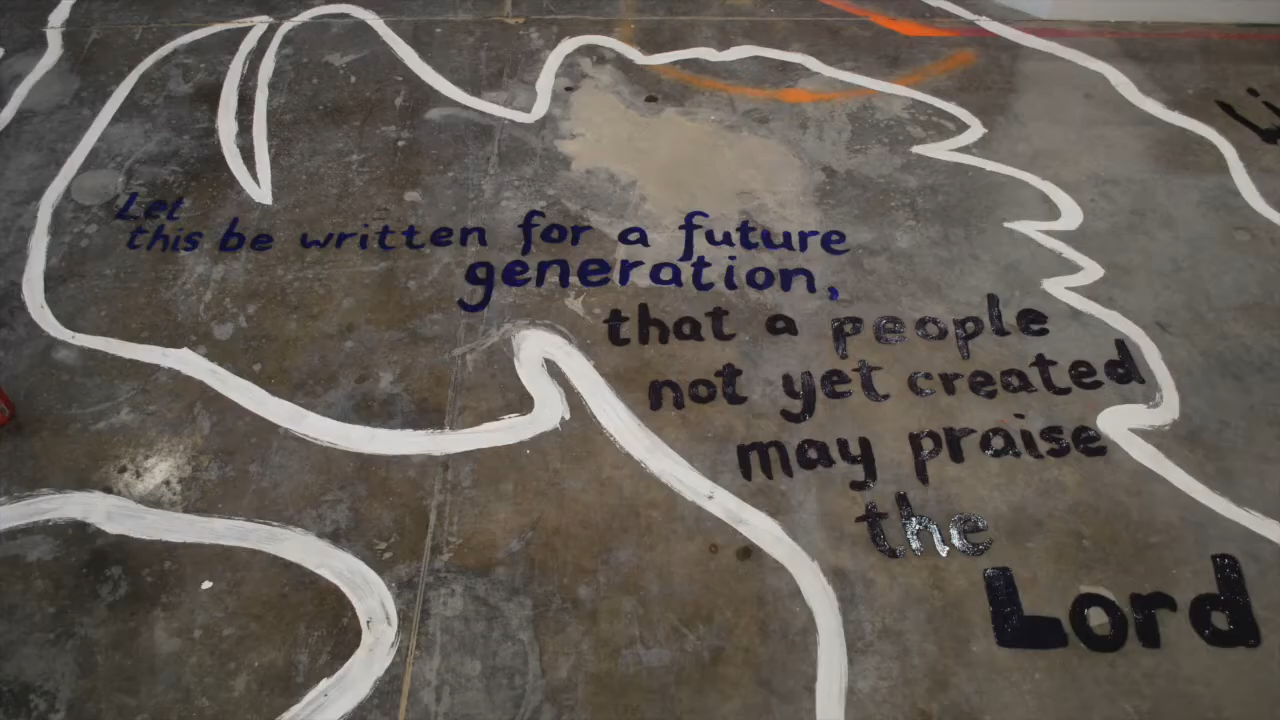 Let
this be written for a future
generation,
that a people
not yet created
may praise
the
Lord